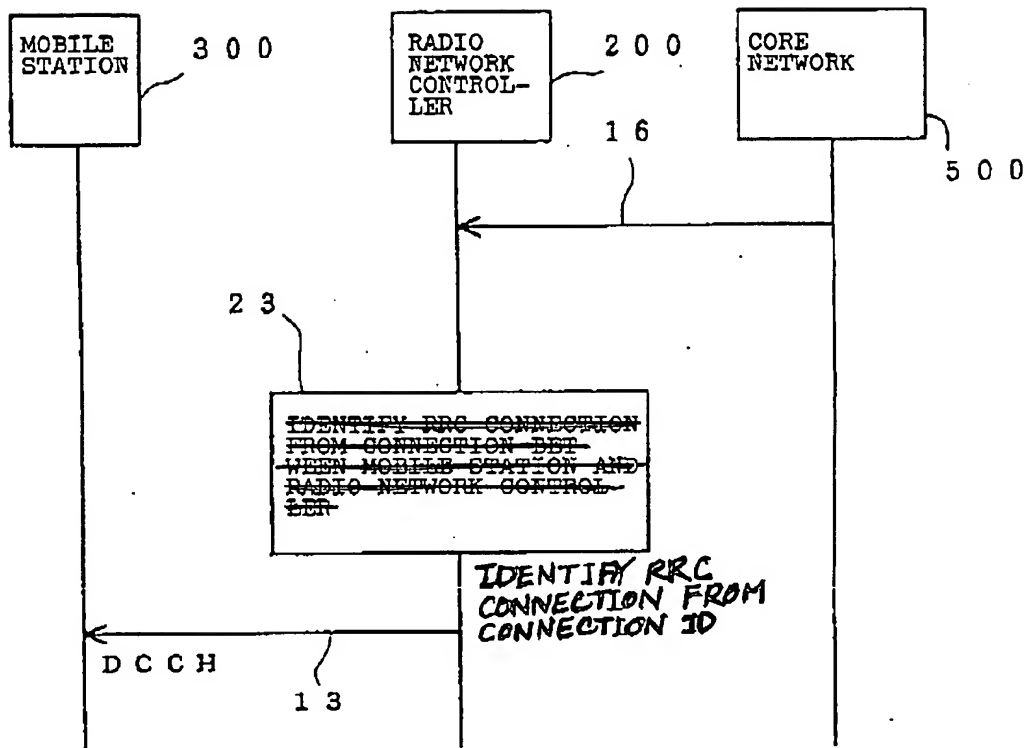 MOBILE
STATION
300
RADIO
NETWORK
CONTROL-
LER
200
CORE
NETWORK
500
16
23
IDENTIFY RRC CONNECTION
FROM CONNECTION BET
WEEN MOBILE STATION AND
RADIO NETWORK CONTROL
LER
IDENTIFY RRC
CONNECTION FROM
CONNECTION ID
DCCH
13